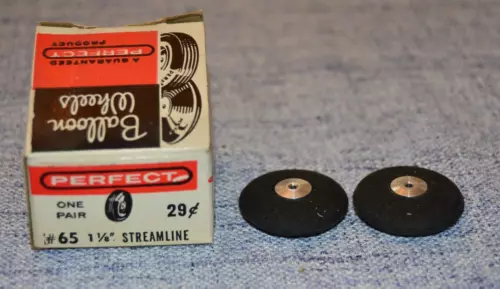 A GUARANTEED
PRODUCT
PERFECT
Balloon
Wheels
PERFECT
ONE
PAIR
29¢
#65 1 1/8" STREAMLINE